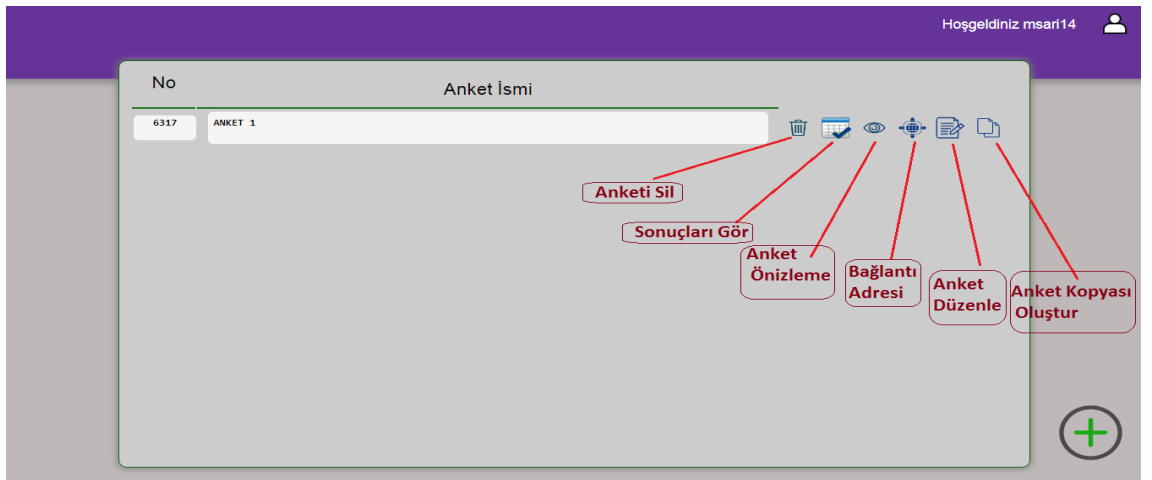 Hoşgeldiniz msari14
No
Anket İsmi
6317
ANKET 1
Anketi Sil
Sonuçları Gör
Anket
Önizleme
Bağlantı
Adresi
Anket
Düzenle
Anket Kopyası
Oluştur